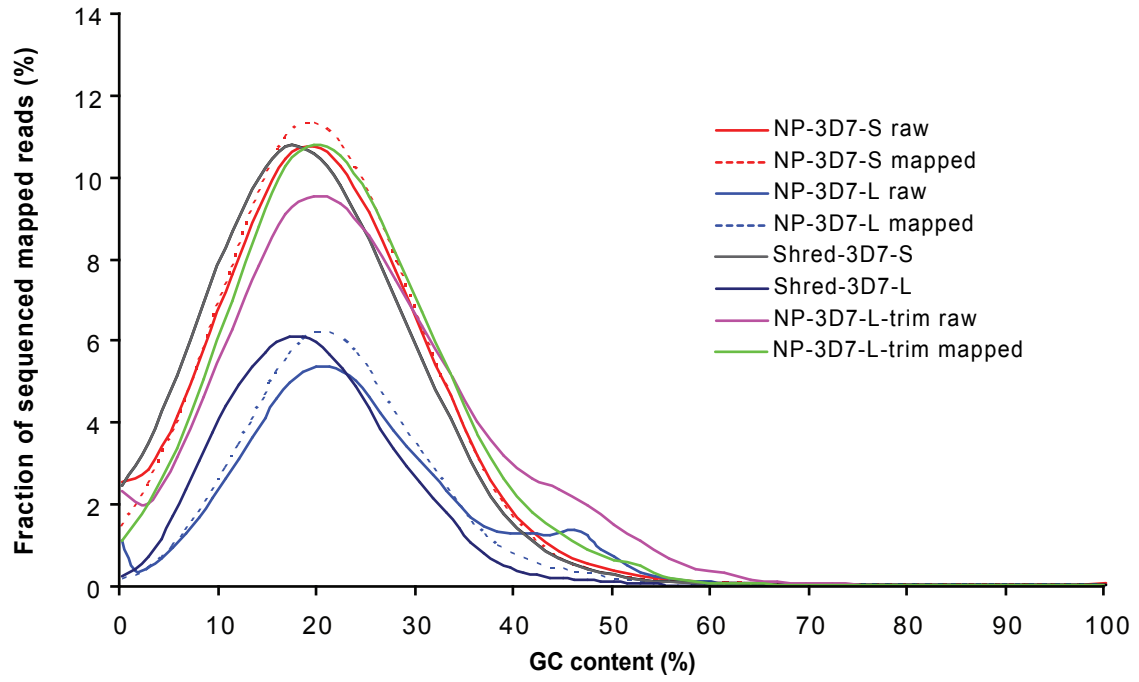 Fraction of sequenced mapped reads (%)
14
12
10
8
6
4
2
0
NP-3D7-S raw
NP-3D7-S mapped
NP-3D7-L raw
NP-3D7-L mapped
Shred-3D7-S
Shred-3D7-L
NP-3D7-L-trim raw
NP-3D7-L-trim mapped
0 10 20 30 40 50 60 70 80 90 100
GC content (%)